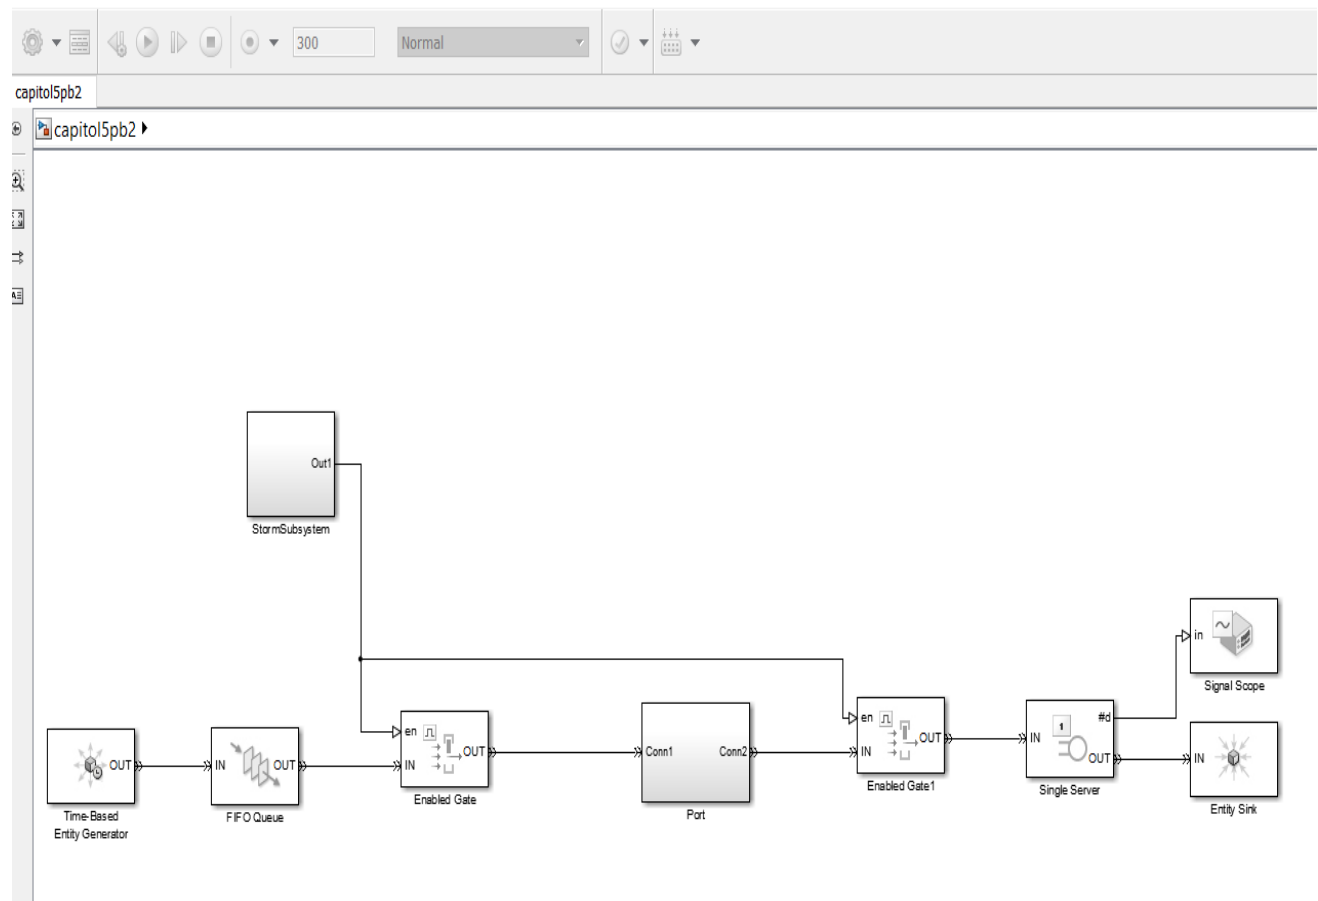 300
Normal
capitol5pb2
capitol5pb2
Out1
StormSubsystem
in
Signal Scope
en
OUT
IN
Enabled Gate
Conn1
Conn2
Port
en
OUT
IN
Enabled Gate1
1
#d
IN
OUT
Single Server
IN
Entity Sink
OUT
Time-Based
Entity Generator
IN
OUT
FIFO Queue